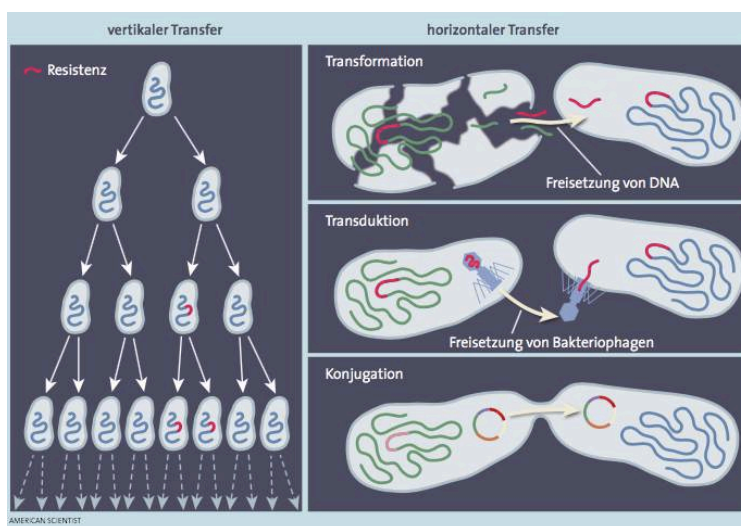 vertikaler Transfer
Resistenz
horizontaler Transfer
Transformation
Freisetzung von DNA
Transduktion
Freisetzung von Bakteriophagen
Konjugation
AMERICAN SCIENTIST